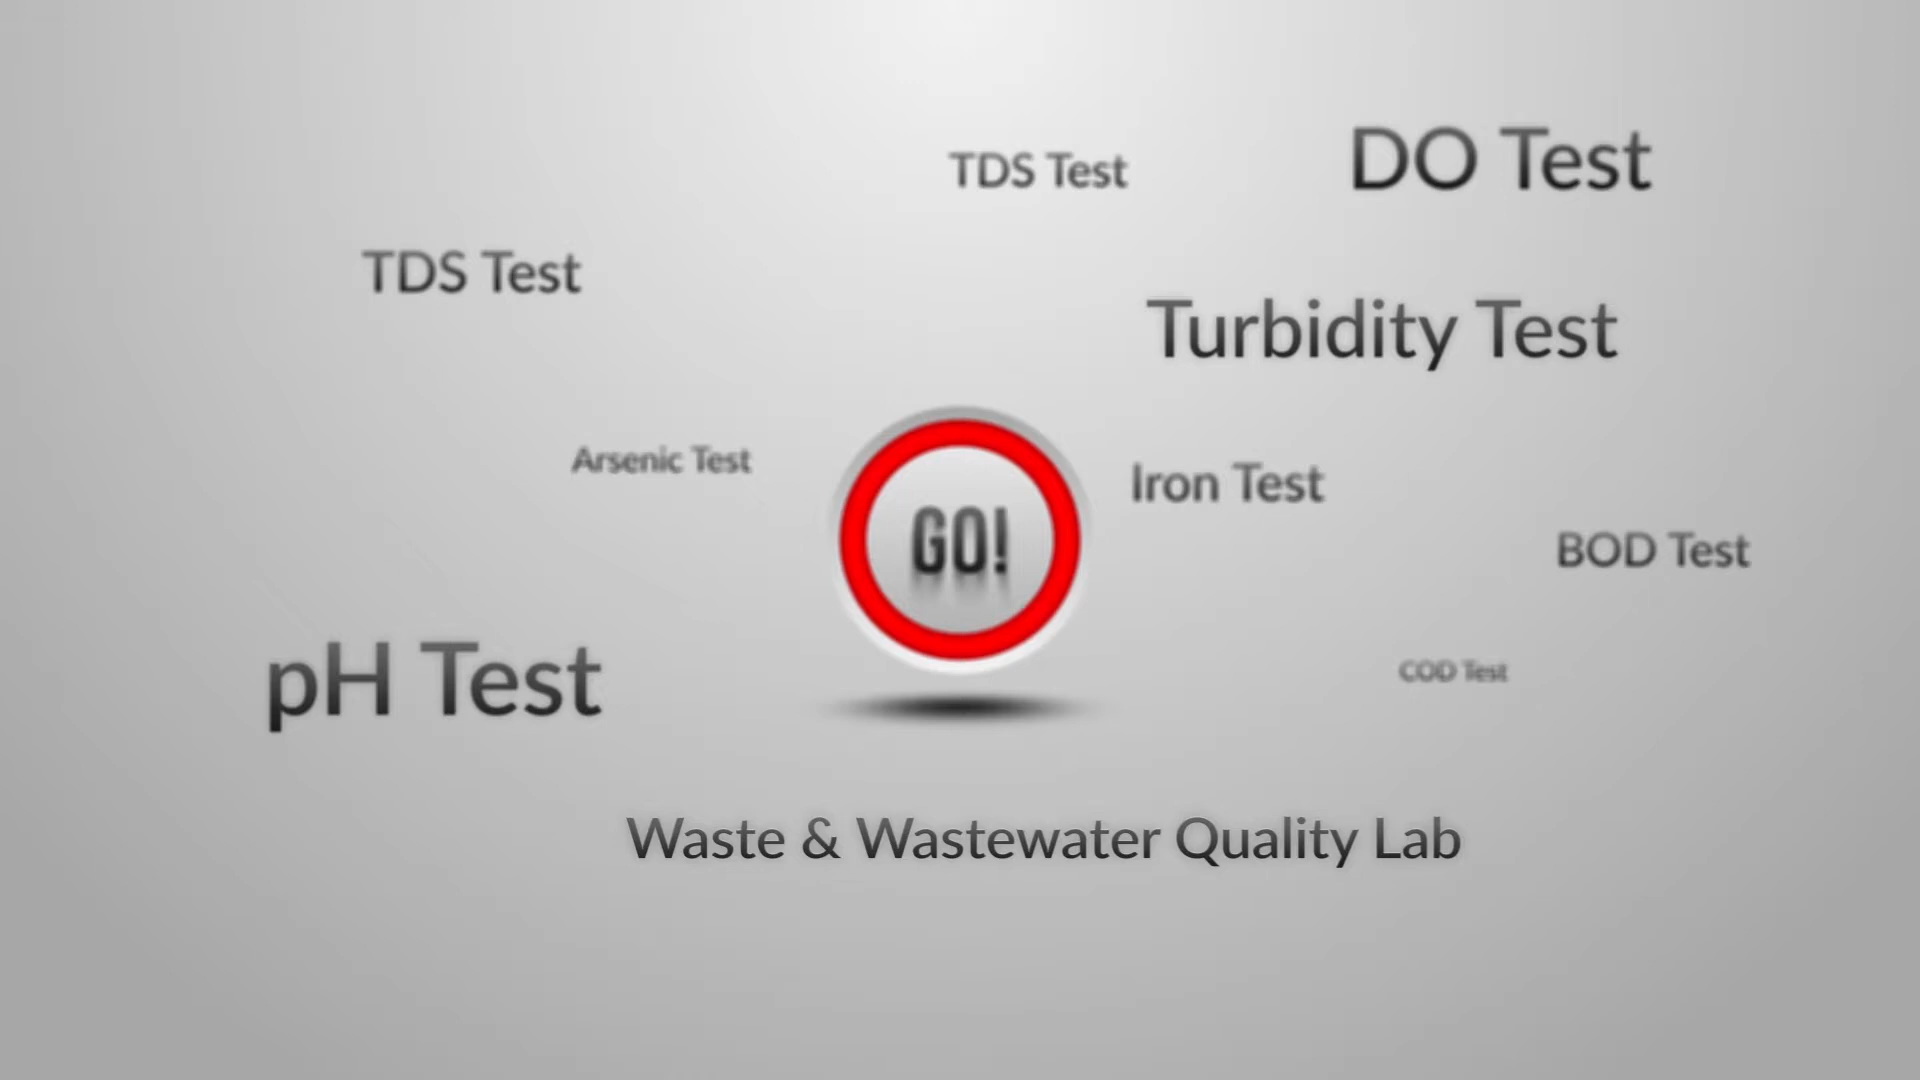 TDS Test
DO Test
TDS Test
Turbidity Test
Arsenic Test
Iron Test
GO!
BOD Test
pH Test
COD Test
Waste & Wastewater Quality Lab